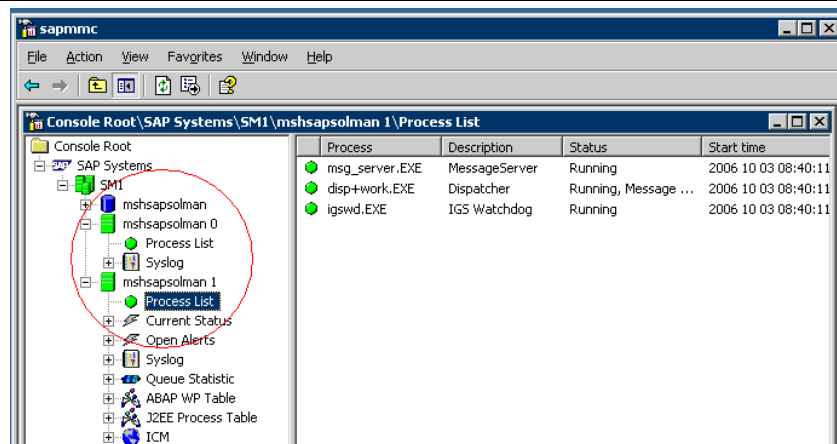 sapmmc
File Action View Favorites Window Help
Console Root\SAP Systems\SM1\mshsapsolman 1\Process List
Console Root
SAP Systems
SM1
mshsapsolman
mshsapsolman 0
Process List
Syslog
mshsapsolman 1
Process List
Current Status
Open Alerts
Syslog
Queue Statistic
ABAP WP Table
J2EE Process Table
ICM
Process Description Status Start time
msg_server.EXE MessageServer Running 2006 10 03 08:40:11
disp+work.EXE Dispatcher Running, Message ... 2006 10 03 08:40:11
igswd.EXE IGS Watchdog Running 2006 10 03 08:40:11